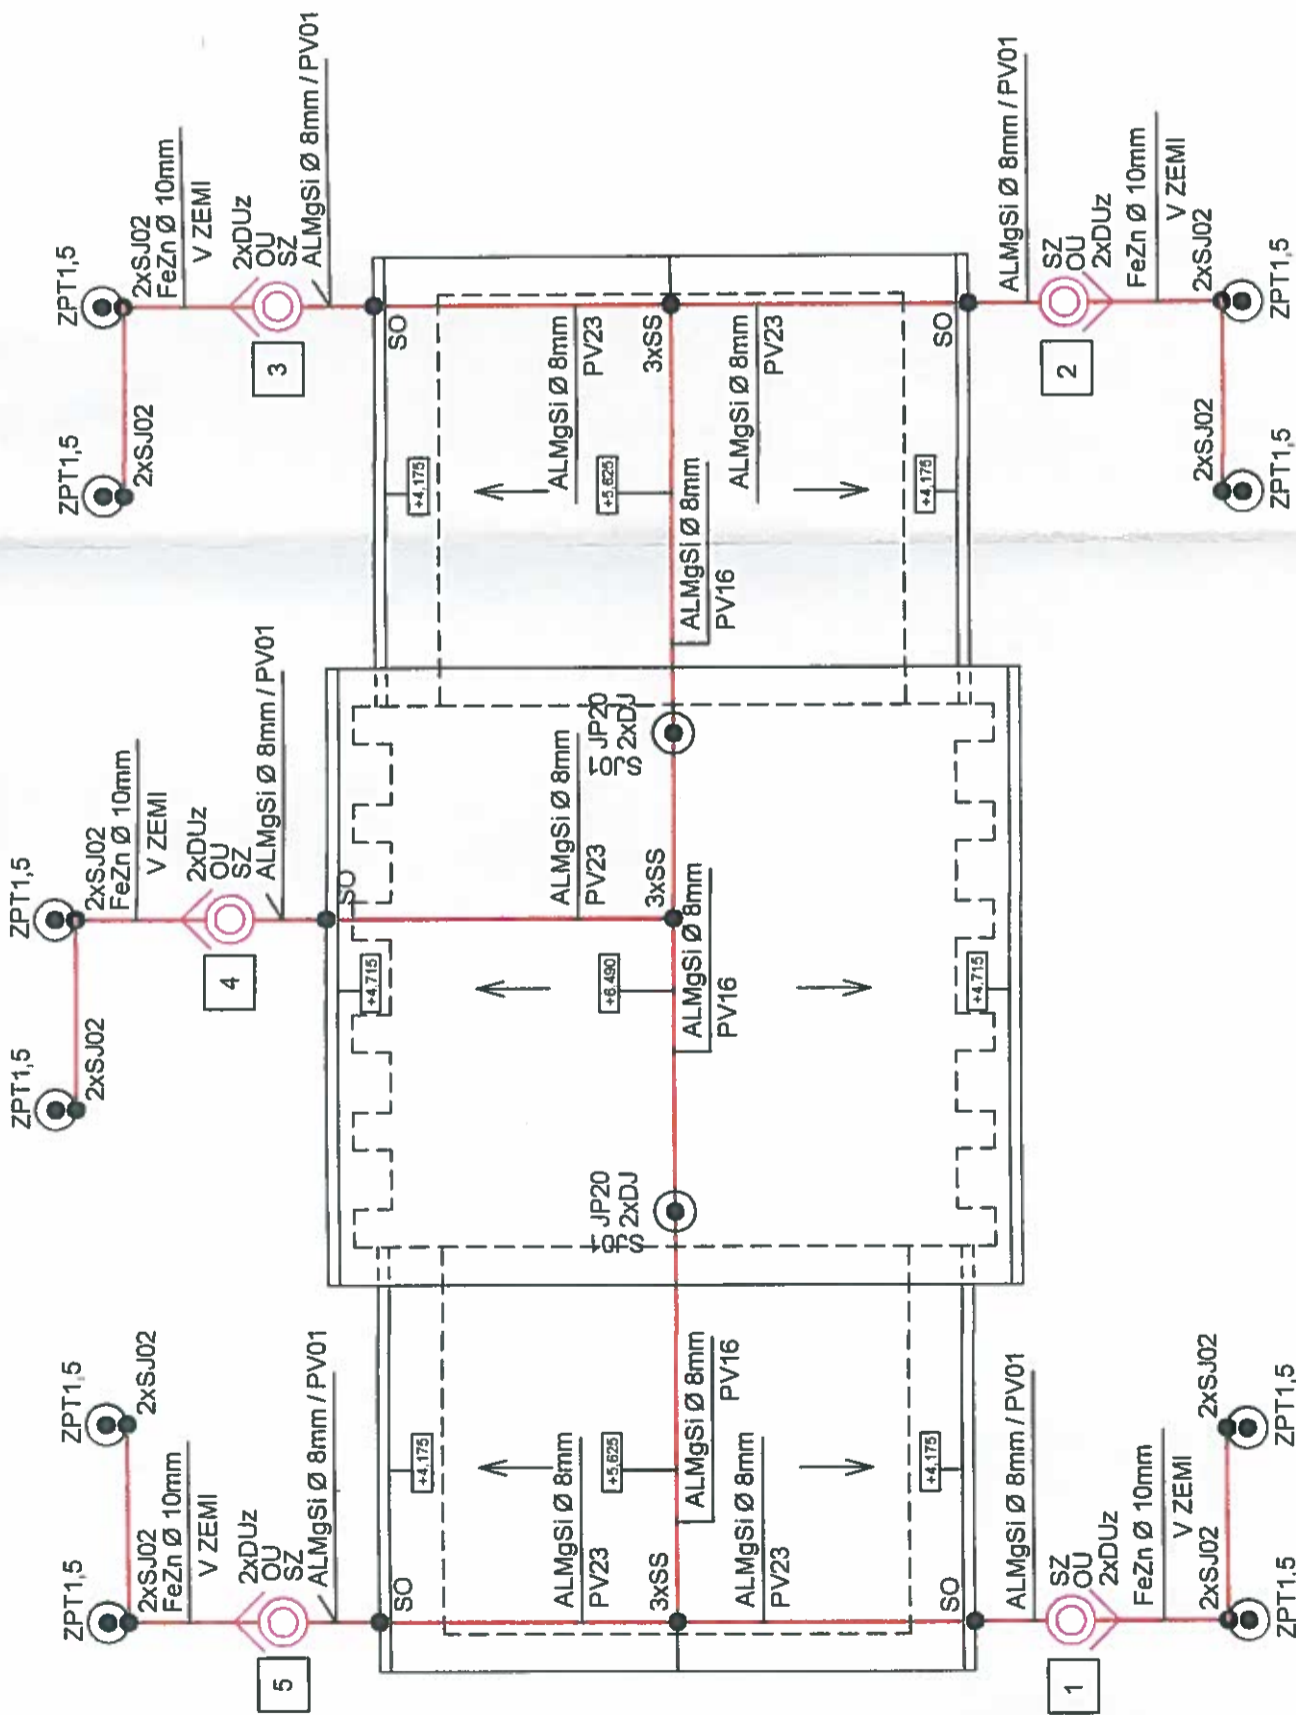 ZPT1,5
2xSJ02
ZPT1,5
2xSJ02
FeZn Ø 10mm
V ZEMI
2xDUz
OU
SZ
ALMgSi Ø 8mm / PV01
5
SO
ZPT1,5
2xSJ02
ZPT1,5
2xSJ02
FeZn Ø 10mm
V ZEMI
2xDUz
OU
SZ
ALMgSi Ø 8mm / PV01
4
SO
ZPT1,5
2xSJ02
ZPT1,5
2xSJ02
FeZn Ø 10mm
V ZEMI
2xDUz
OU
SZ
ALMgSi Ø 8mm / PV01
3
SO
+4,175
ALMgSi Ø 8mm
PV23
+5,625
3xSS
ALMgSi Ø 8mm
PV16
ALMgSi Ø 8mm
PV23
+4,175
SO
JP20
2xDJ
+4,715
+6,490
ALMgSi Ø 8mm
PV23
3xSS
ALMgSi Ø 8mm
PV16
+4,715
JP20
2xDJ
+4,175
ALMgSi Ø 8mm
PV23
+5,625
3xSS
ALMgSi Ø 8mm
PV16
ALMgSi Ø 8mm
PV23
+4,175
SO
ALMgSi Ø 8mm / PV01
SZ
OU
2xDUz
1
FeZn Ø 10mm
V ZEMI
2xSJ02
ZPT1,5
2xSJ02
ZPT1,5
ALMgSi Ø 8mm / PV01
SZ
OU
2xDUz
2
FeZn Ø 10mm
V ZEMI
2xSJ02
ZPT1,5
2xSJ02
ZPT1,5